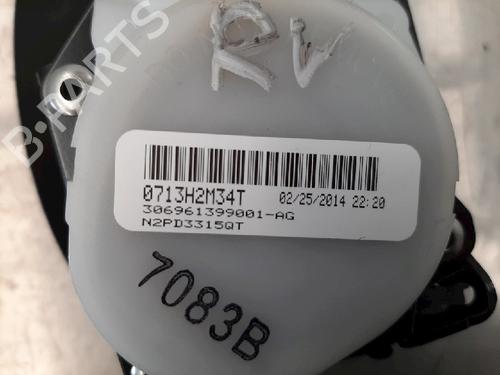 RV
0713H2M34T 02/25/2014 22:20
306961399001-AG
N2PD3315QT
7083B
B-PARTS